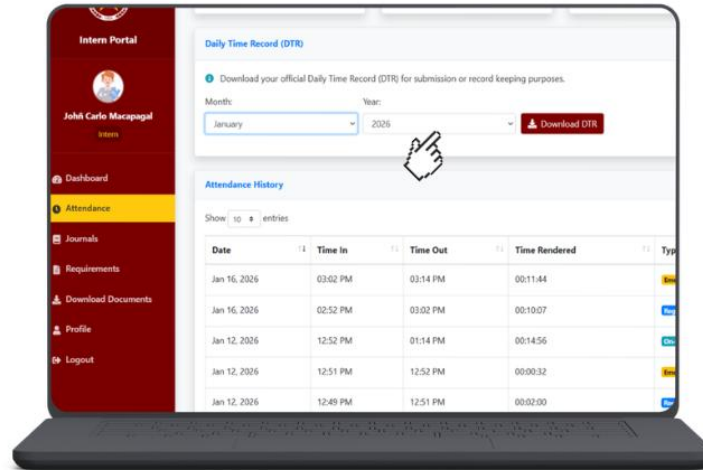 Intern Portal
Johñ Carlo Macapagal
Intern
Dashboard
Attendance
Journals
Requirements
Download Documents
Profile
Logout
Daily Time Record (DTR)
Download your official Daily Time Record (DTR) for submission or record keeping purposes.
Month: Year:
January 2026 Download DTR
Attendance History
Show 10 entries
Date Time In Time Out Time Rendered
Jan 16, 2026 03:02 PM 03:14 PM 00:11:44
Jan 16, 2026 02:52 PM 03:02 PM 00:10:07
Jan 12, 2026 12:52 PM 01:14 PM 00:14:56
Jan 12, 2026 12:51 PM 12:52 PM 00:00:32
Jan 12, 2026 12:49 PM 12:51 PM 00:02:00